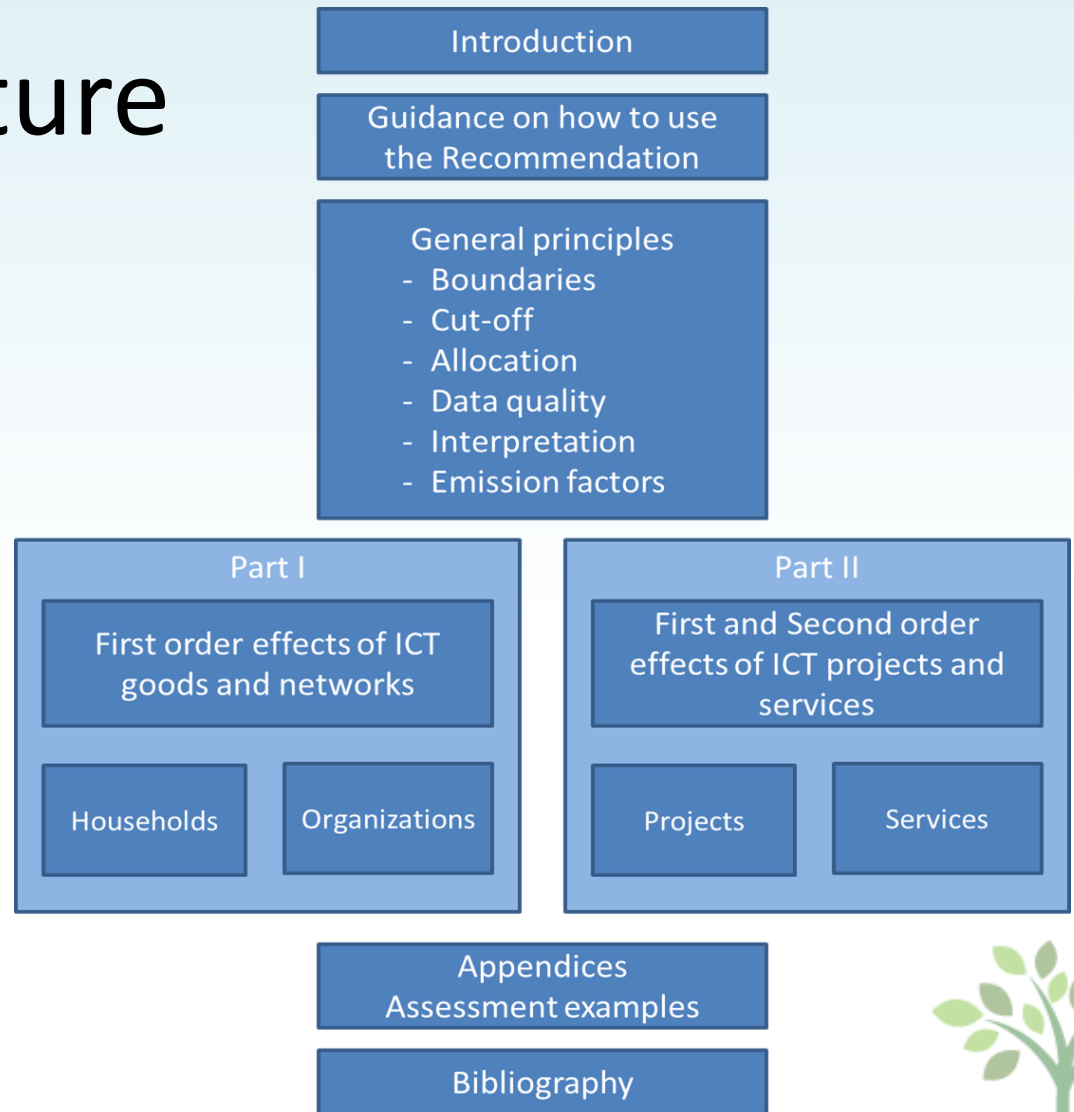 ture
Introduction
Guidance on how to use
the Recommendation
General principles
- Boundaries
- Cut-off
- Allocation
- Data quality
- Interpretation
- Emission factors
Part I
First order effects of ICT
goods and networks
Households
Organizations
Part II
First and Second order
effects of ICT projects and
services
Projects
Services
Appendices
Assessment examples
Bibliography